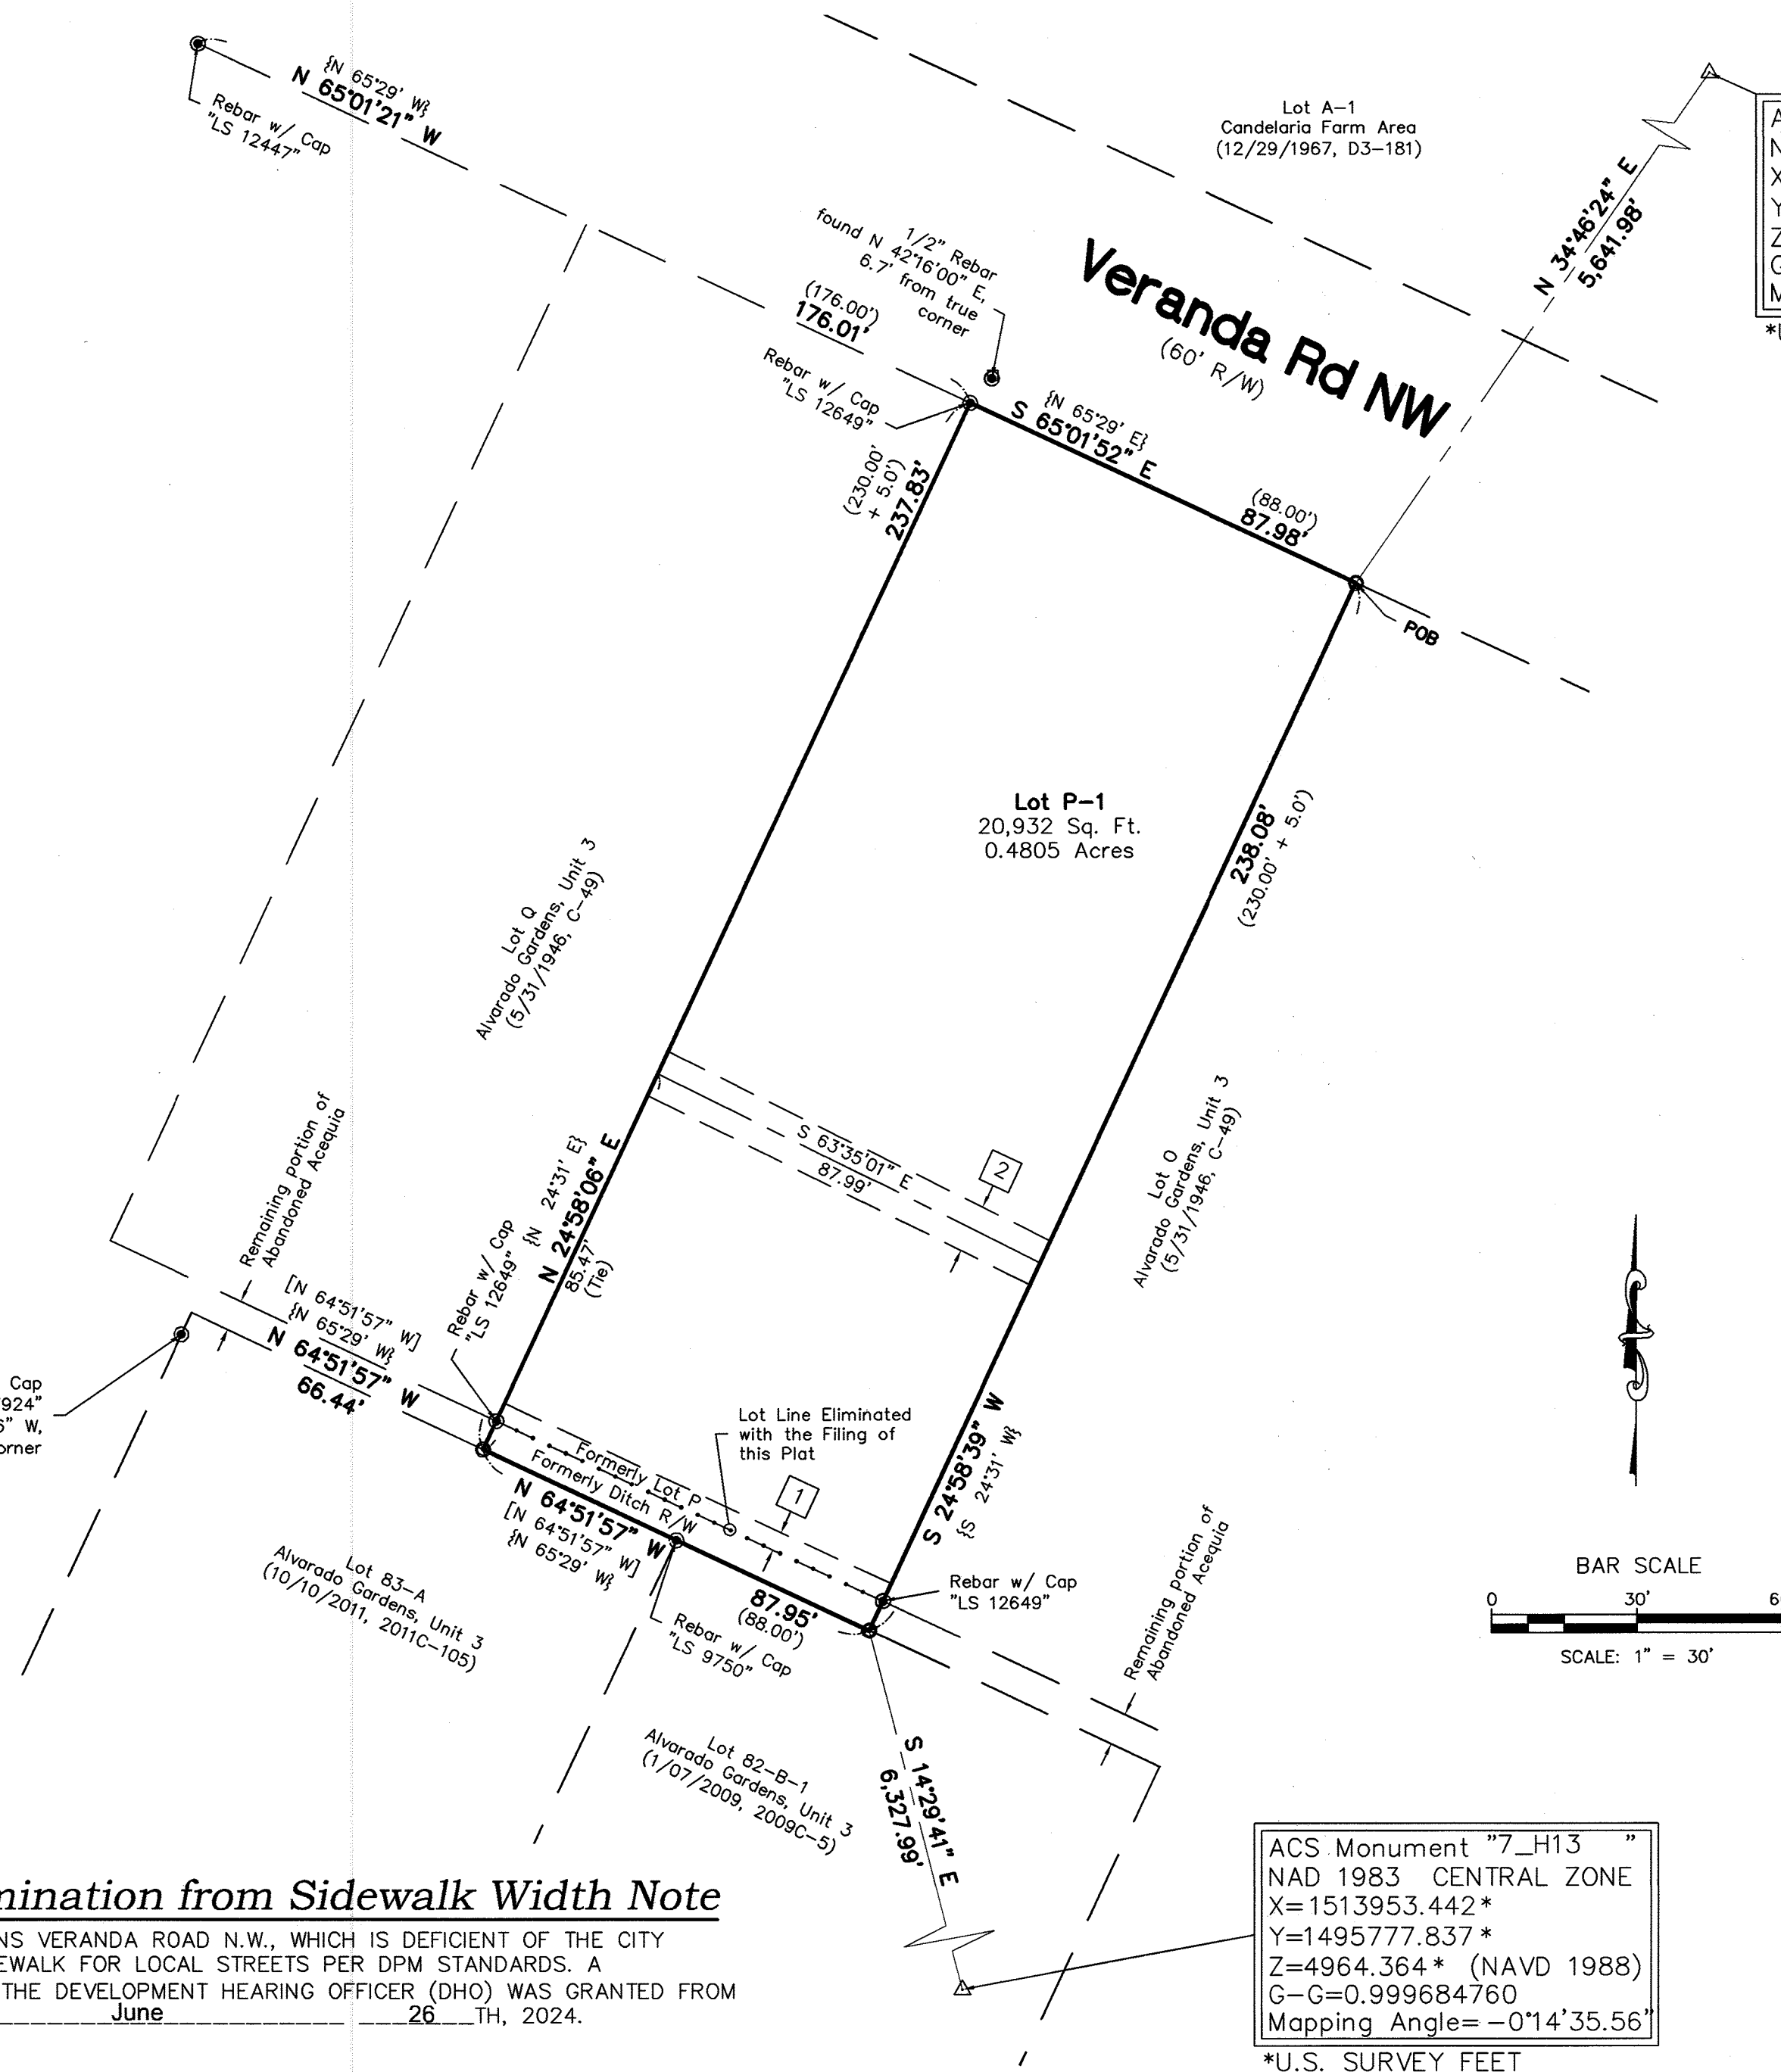 {N 65°29' W}
N 65°01'21" W
Rebar w/ Cap
"LS 12447"
Lot A-1
Candelaria Farm Area
(12/29/1967, D3-181)
N 34°46'24" E
5,641.98'
A
N
X
Y
Z
G
M
1/2" Rebar
found N 42°16'00" E,
6.7' from true
corner
(176.00')
176.01'
Veranda Rd NW
(60' R/W)
Rebar w/ Cap
"LS 12649"
{N 65°29' E}
S 65°01'52" E
(88.00')
87.98'
(230.00'
+ 5.0')
237.83'
POB
Lot P-1
20,932 Sq. Ft.
0.4805 Acres
238.08'
(230.00' + 5.0')
Lot Q
Alvarado Gardens, Unit 3
(5/31/1946, C-49)
S 63°35'01" E
87.99'
2
Lot O
Alvarado Gardens, Unit 3
(5/31/1946, C-49)
Remaining portion of
Abandoned Acequia
{N 24°31' E}
N 24°58'06" E
85.47'
(Tie)
Rebar w/ Cap
"LS 12649"
[N 64°51'57" W]
{N 65°29' W}
N 64°51'57" W
66.44'
Cap
924"
" W,
orner
Lot Line Eliminated
with the Filing of
this Plat
Formerly Lot P
Formerly Ditch R/W
1
N 64°51'57" W
[N 64°51'57" W]
{N 65°29' W}
S 24°58'39" W
{S 24°31' W}
87.95'
(88.00')
Rebar w/ Cap
"LS 12649"
Rebar w/ Cap
"LS 9750"
Lot 83-A
Alvarado Gardens, Unit 3
(10/10/2011, 2011C-105)
Remaining portion of
Abandoned Acequia
BAR SCALE
0 30' 6
SCALE: 1" = 30'
Lot 82-B-1
Alvarado Gardens, Unit 3
(1/07/2009, 2009C-5)
S 14°29'41" E
6,327.99'
ACS Monument "7_H13 "
NAD 1983 CENTRAL ZONE
X=1513953.442*
Y=1495777.837*
Z=4964.364* (NAVD 1988)
G-G=0.999684760
Mapping Angle= -0°14'35.56"
*U.S. SURVEY FEET
mination from Sidewalk Width Note
NS VERANDA ROAD N.W., WHICH IS DEFICIENT OF THE CITY
EWALK FOR LOCAL STREETS PER DPM STANDARDS. A
THE DEVELOPMENT HEARING OFFICER (DHO) WAS GRANTED FROM
June 26 TH, 2024.